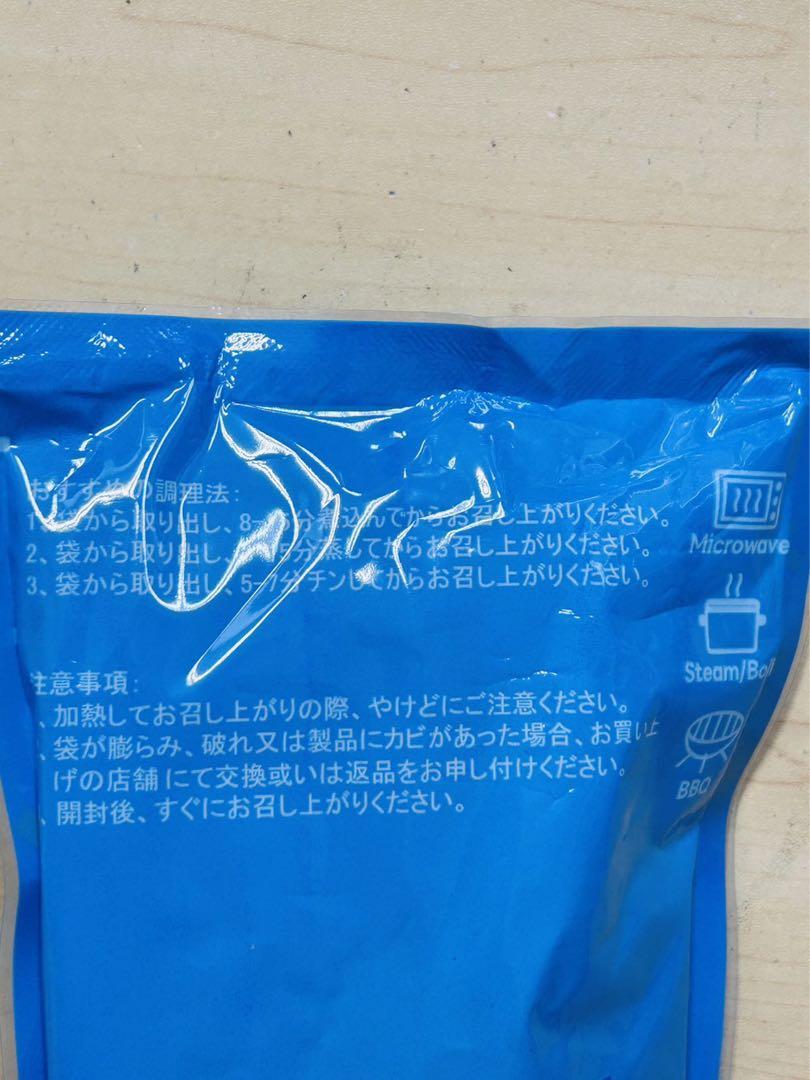 おすすめの調理法:
1、袋から取り出し、8-15分煮込んでからお召し上がりください。
2、袋から取り出し、 分蒸してからお召し上がりください。
3、袋から取り出し、5-7分チンしてからお召し上がりください。
Microwave
Steam/Boil
BBQ
注意事項:
、加熱してお召し上がりの際、やけどにご注意ください。
、袋が膨らみ、破れ又は製品にカビがあった場合、お買い上
げの店舗にて交換或いは返品をお申し付けください。
、開封後、すぐにお召し上がりください。